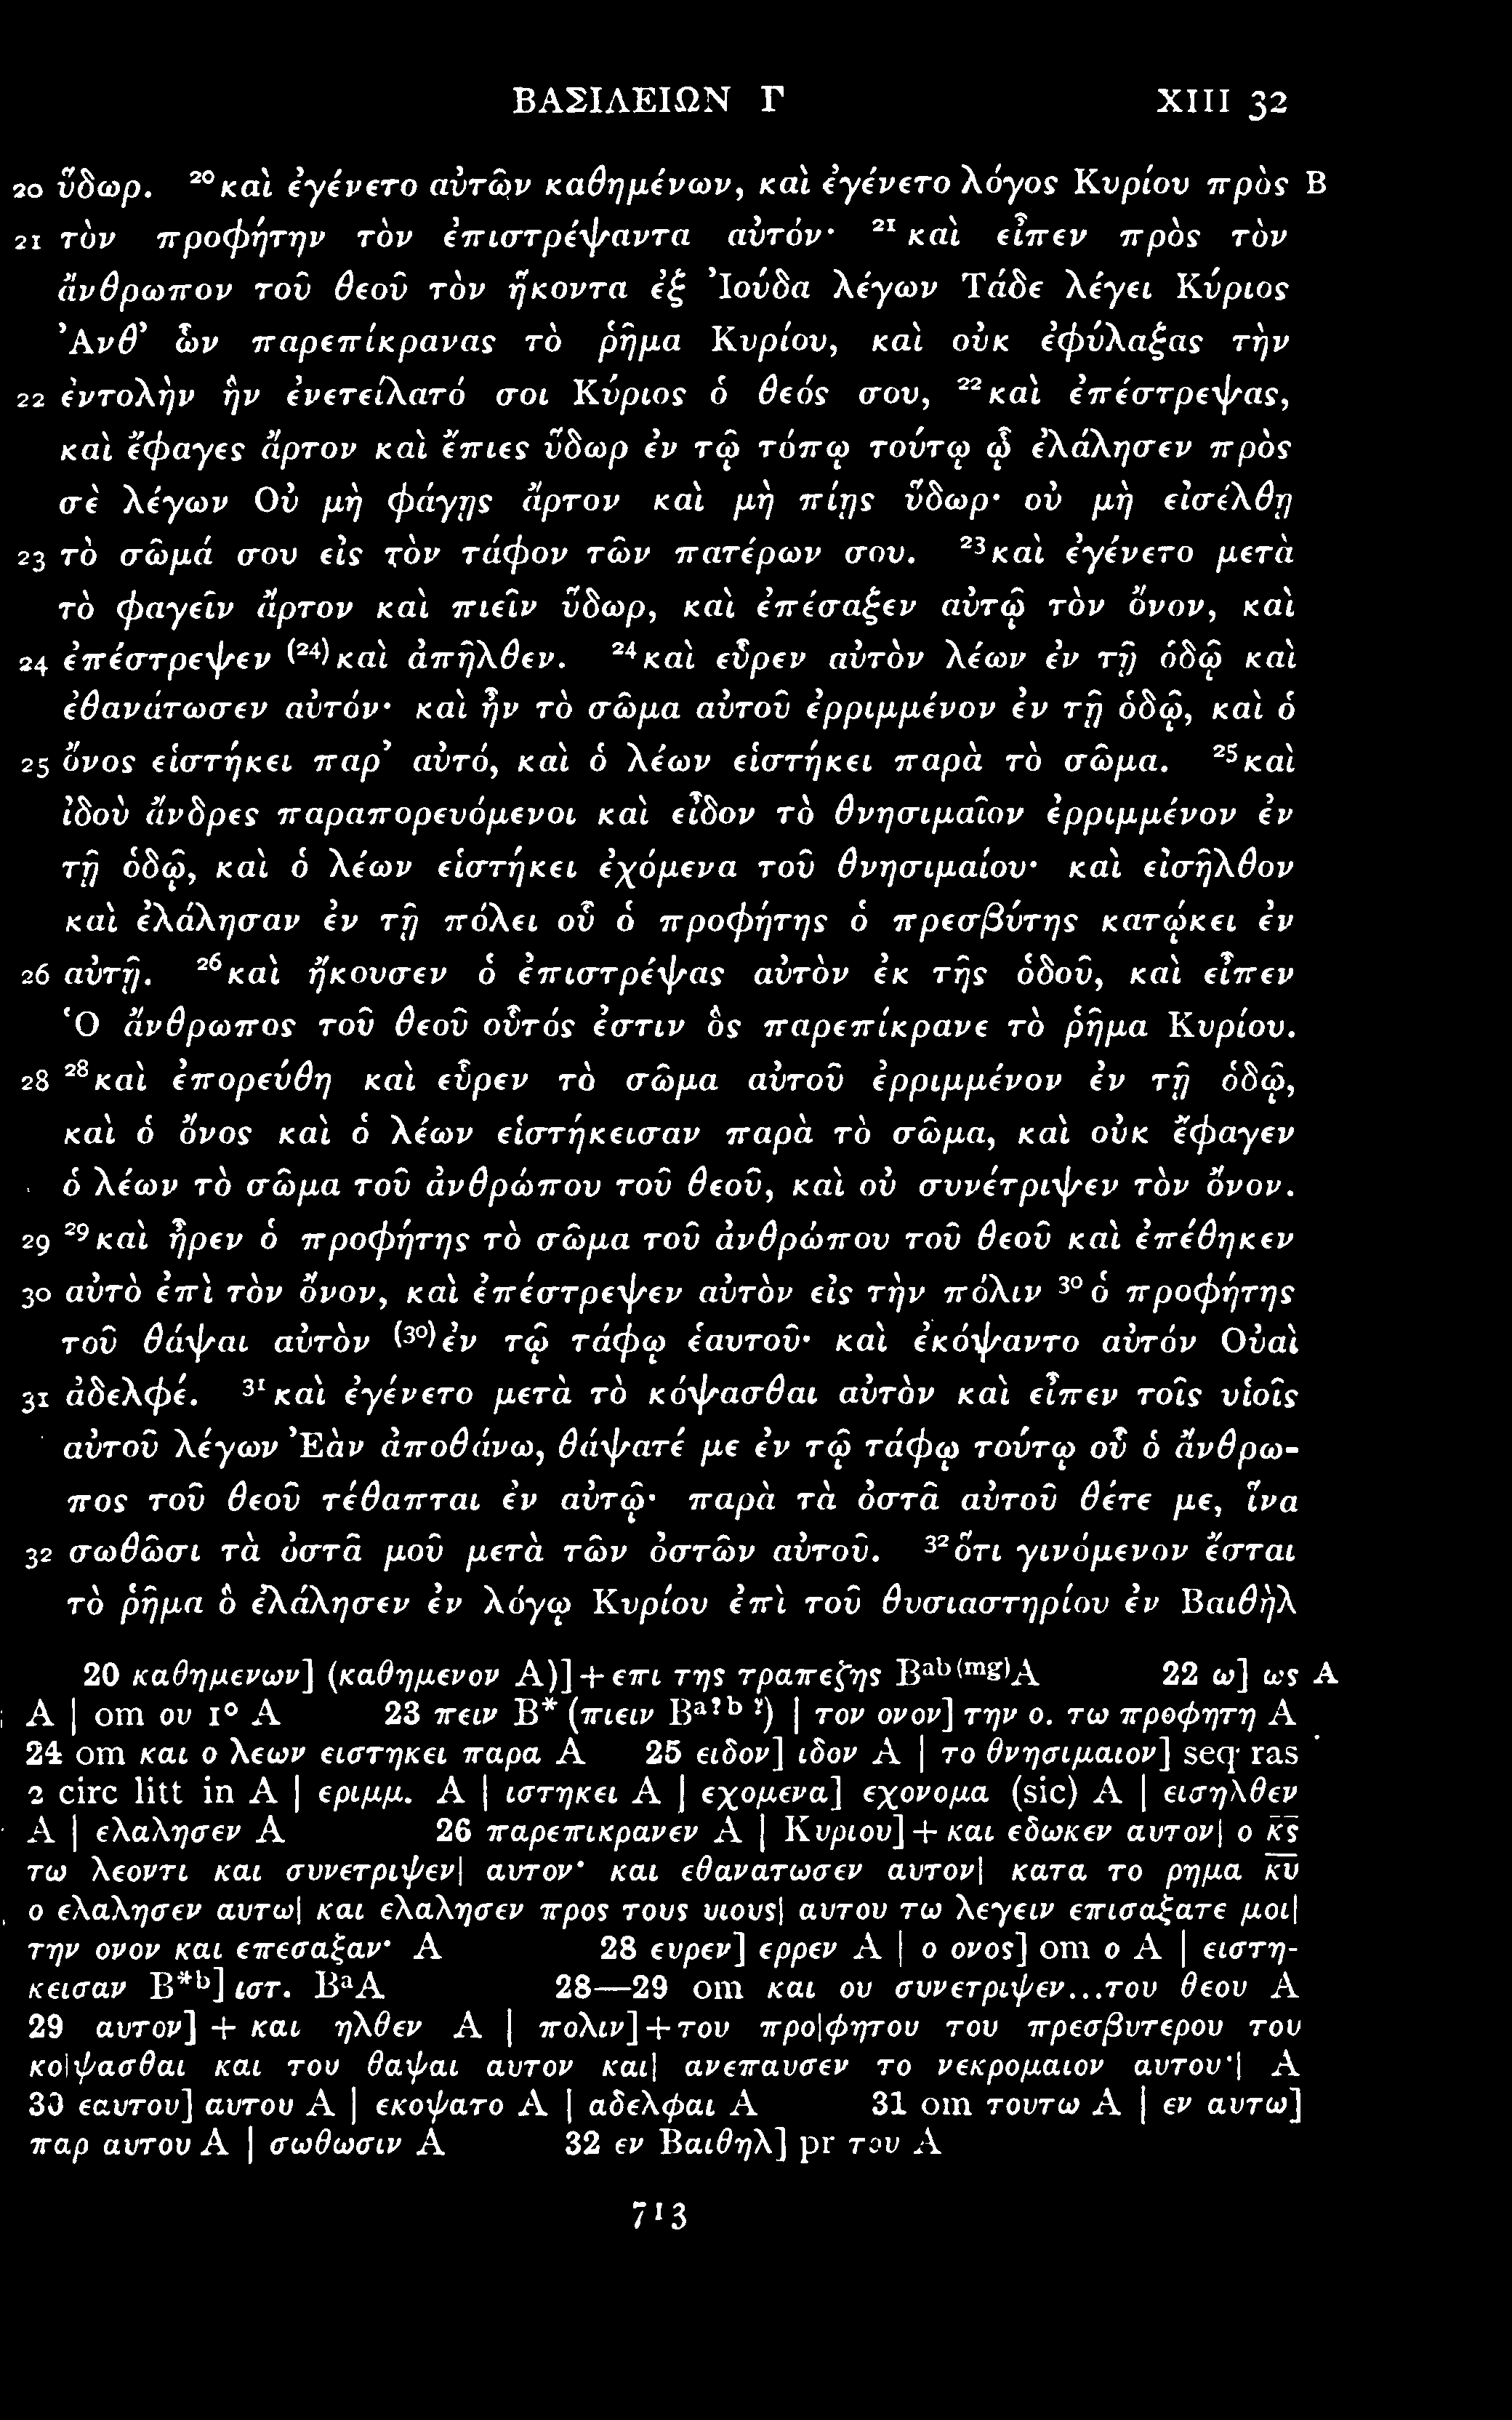 ΒΑΣΙΛΕΙΩΝ Γ XIII 32
20 ὕδωρ. ²⁰καὶ ἐγένετο αὐτῶν καθημένων, καὶ ἐγένετο λόγος Κυρίου πρὸς B
21 τὸν προφήτην τὸν ἐπιστρέψαντα αὐτόν· ²¹καὶ εἶπεν πρὸς τὸν
ἄνθρωπον τοῦ θεοῦ τὸν ἥκοντα ἐξ Ἰούδα λέγων Τάδε λέγει Κύριος
Ἀνθ’ ὧν παρεπίκρανας τὸ ῥῆμα Κυρίου, καὶ οὐκ ἐφύλαξας τὴν
22 ἐντολὴν ἣν ἐνετείλατό σοι Κύριος ὁ θεός σου, ²²καὶ ἐπέστρεψας,
καὶ ἔφαγες ἄρτον καὶ ἔπιες ὕδωρ ἐν τῷ τόπῳ τούτῳ ᾧ ἐλάλησεν πρὸς
σὲ λέγων Οὐ μὴ φάγῃς ἄρτον καὶ μὴ πίῃς ὕδωρ· οὐ μὴ εἰσέλθῃ
23 τὸ σῶμά σου εἰς τὸν τάφον τῶν πατέρων σου. ²³καὶ ἐγένετο μετὰ
τὸ φαγεῖν ἄρτον καὶ πιεῖν ὕδωρ, καὶ ἐπέσαξεν αὐτῷ τὸν ὄνον, καὶ
24 ἐπέστρεψεν ⁽²⁴⁾καὶ ἀπῆλθεν. ²⁴καὶ εὗρεν αὐτὸν λέων ἐν τῇ ὁδῷ καὶ
ἐθανάτωσεν αὐτόν· καὶ ἦν τὸ σῶμα αὐτοῦ ἐρριμμένον ἐν τῇ ὁδῷ, καὶ ὁ
25 ὄνος εἱστήκει παρ’ αὐτό, καὶ ὁ λέων εἱστήκει παρὰ τὸ σῶμα. ²⁵καὶ
ἰδοὺ ἄνδρες παραπορευόμενοι καὶ εἶδον τὸ θνησιμαῖον ἐρριμμένον ἐν
τῇ ὁδῷ, καὶ ὁ λέων εἱστήκει ἐχόμενα τοῦ θνησιμαίου· καὶ εἰσῆλθον
καὶ ἐλάλησαν ἐν τῇ πόλει οὗ ὁ προφήτης ὁ πρεσβύτης κατῴκει ἐν
26 αὐτῇ. ²⁶καὶ ἤκουσεν ὁ ἐπιστρέψας αὐτὸν ἐκ τῆς ὁδοῦ, καὶ εἶπεν
Ὁ ἄνθρωπος τοῦ θεοῦ οὗτός ἐστιν ὃς παρεπίκρανε τὸ ῥῆμα Κυρίου.
28 ²⁸καὶ ἐπορεύθη καὶ εὗρεν τὸ σῶμα αὐτοῦ ἐρριμμένον ἐν τῇ ὁδῷ,
καὶ ὁ ὄνος καὶ ὁ λέων εἱστήκεισαν παρὰ τὸ σῶμα, καὶ οὐκ ἔφαγεν
ὁ λέων τὸ σῶμα τοῦ ἀνθρώπου τοῦ θεοῦ, καὶ οὐ συνέτριψεν τὸν ὄνον.
29 ²⁹καὶ ἦρεν ὁ προφήτης τὸ σῶμα τοῦ ἀνθρώπου τοῦ θεοῦ καὶ ἐπέθηκεν
30 αὐτὸ ἐπὶ τὸν ὄνον, καὶ ἐπέστρεψεν αὐτὸν εἰς τὴν πόλιν ³⁰ὁ προφήτης
τοῦ θάψαι αὐτὸν ⁽³⁰⁾ἐν τῷ τάφῳ ἑαυτοῦ· καὶ ἐκόψαντο αὐτόν Οὐαὶ
31 ἀδελφέ. ³¹καὶ ἐγένετο μετὰ τὸ κόψασθαι αὐτὸν καὶ εἶπεν τοῖς υἱοῖς
αὐτοῦ λέγων Ἐὰν ἀποθάνω, θάψατέ με ἐν τῷ τάφῳ τούτῳ οὗ ὁ ἄνθρω-
πος τοῦ θεοῦ τέθαπται ἐν αὐτῷ· παρὰ τὰ ὀστᾶ αὐτοῦ θέτε με, ἵνα
32 σωθῶσι τὰ ὀστᾶ μοῦ μετὰ τῶν ὀστῶν αὐτοῦ. ³²ὅτι γινόμενον ἔσται
τὸ ῥῆμα ὃ ἐλάλησεν ἐν λόγῳ Κυρίου ἐπὶ τοῦ θυσιαστηρίου ἐν Βαιθὴλ
20 καθημενων] (καθημενον A)]+επι της τραπεζης Bᵃᵇ⁽ᵐᵍ⁾A 22 ω] ως A
A | om ου 1° A 23 πειν B* (πιειν Bᵃ?ᵇ?) | τον ονον] την ο. τω προφητη A
24 om και ο λεων ειστηκει παρα A 25 ειδον] ιδον A | το θνησιμαιον] seq ras
2 circ litt in A | εριμμ. A | ιστηκει A | εχομενα] εχονομα (sic) A | εισηλθεν
A | ελαλησεν A 26 παρεπικρανεν A | Κυριου]+και εδωκεν αυτον| ο κ̅ς̅
τω λεοντι και συνετριψεν| αυτον· και εθανατωσεν αυτον| κατα το ρημα κ̅υ̅
ο ελαλησεν αυτω| και ελαλησεν προς τους υιους| αυτου τω λεγειν επισαξατε μοι|
την ονον και επεσαξαν· A 28 ευρεν] ερρεν A | ο ονος] om ο A | ειστη-
κεισαν B*ᵇ] ιστ. BᵃA 28—29 om και ου συνετριψεν...του θεου A
29 αυτον] + και ηλθεν A | πολιν]+του προ|φητου του πρεσβυτερου του
κο|ψασθαι και του θαψαι αυτον και| ανεπαυσεν το νεκρομαιον αυτου·| A
30 εαυτου] αυτου A | εκοψατο A | αδελφαι A 31 om τουτω A | εν αυτω]
παρ αυτου A | σωθωσιν A 32 εν Βαιθηλ] pr του A
713